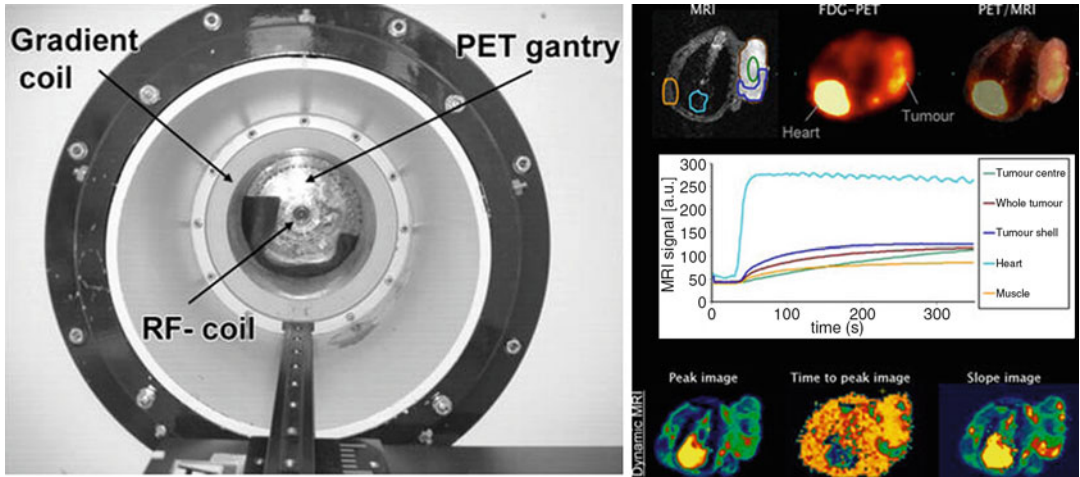 Gradient
coil
PET gantry
RF- coil
MRI
FDG-PET
PET/MRI
Heart
Tumour
300
250
200
150
100
50
0
MRI signal [a.u.]
0
100
200
300
time (s)
Tumour centre
Whole tumour
Tumour shell
Heart
Muscle
Dynamic MRI
Peak image
Time to peak image
Slope image